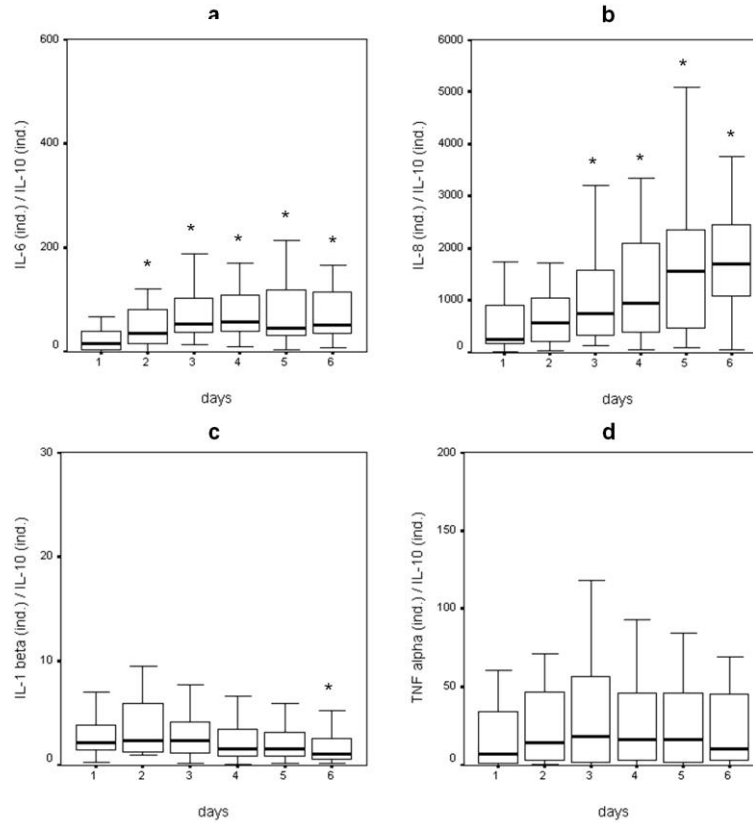 a
600
400
200
0
IL-6 (ind.) / IL-10 (ind.)
* * * * *
1 2 3 4 5 6
days
b
6000
5000
4000
3000
2000
1000
0
IL-8 (ind.) / IL-10 (ind.)
* * * *
1 2 3 4 5 6
days
c
30
20
10
0
IL-1 beta (ind.) / IL-10 (ind.)
*
1 2 3 4 5 6
days
d
200
150
100
50
0
TNF alpha (ind.) / IL-10 (ind.)
1 2 3 4 5 6
days